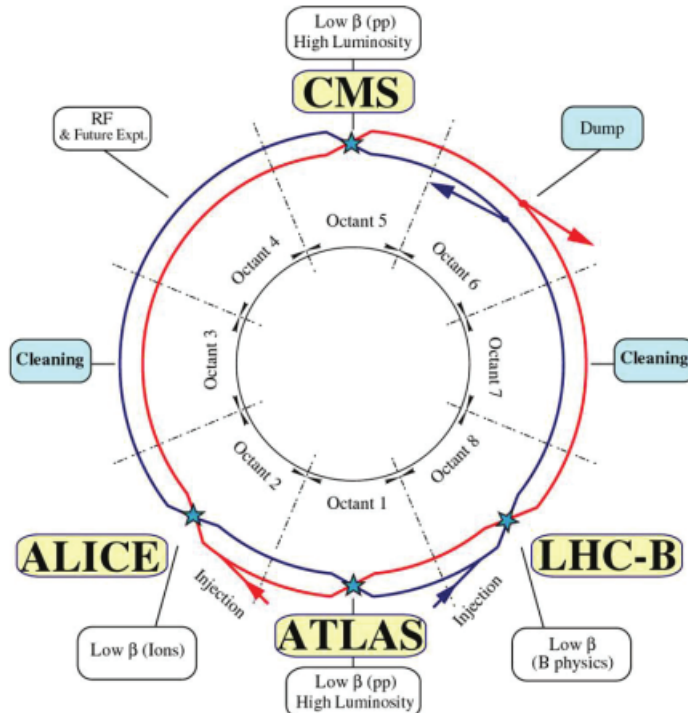 Low β (pp)
High Luminosity
CMS
RF
& Future Expt.
Dump
Octant 5
Octant 4
Octant 6
Cleaning
Octant 3
Octant 7
Cleaning
Octant 2
Octant 8
Octant 1
ALICE
LHC-B
Injection
Injection
ATLAS
Low β (Ions)
Low β
(B physics)
Low β (pp)
High Luminosity